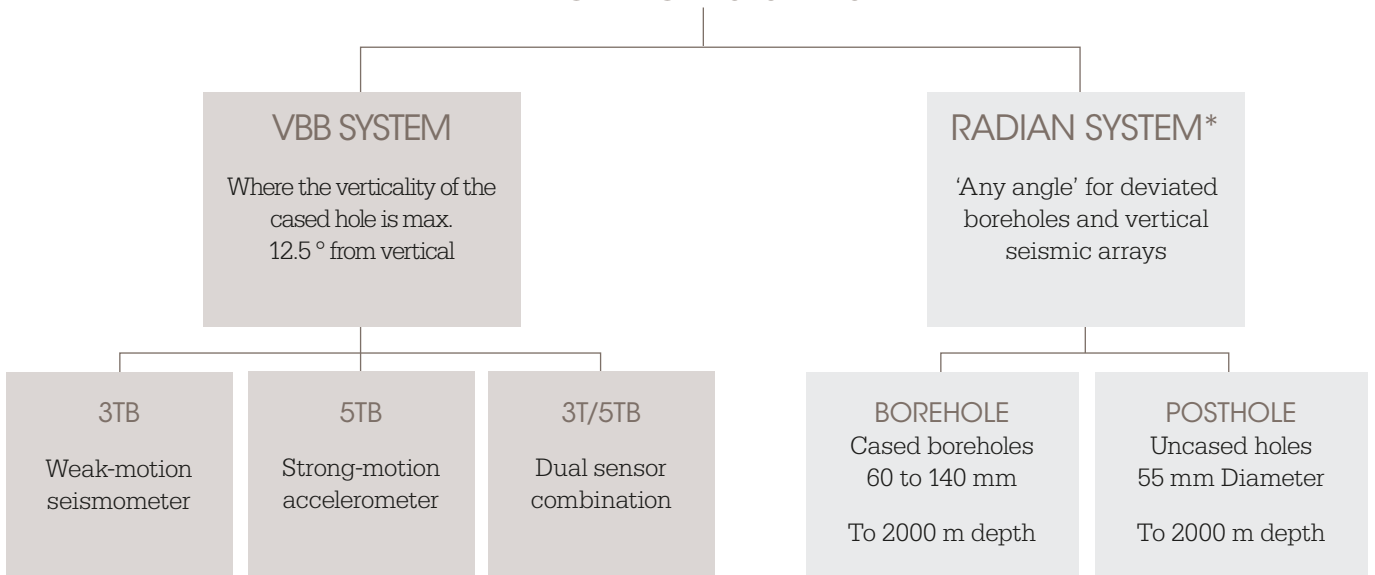 VBB SYSTEM
Where the verticality of the
cased hole is max.
12.5 ° from vertical
RADIAN SYSTEM*
‘Any angle’ for deviated
boreholes and vertical
seismic arrays
3TB
Weak-motion
seismometer
5TB
Strong-motion
accelerometer
3T/5TB
Dual sensor
combination
BOREHOLE
Cased boreholes
60 to 140 mm
To 2000 m depth
POSTHOLE
Uncased holes
55 mm Diameter
To 2000 m depth